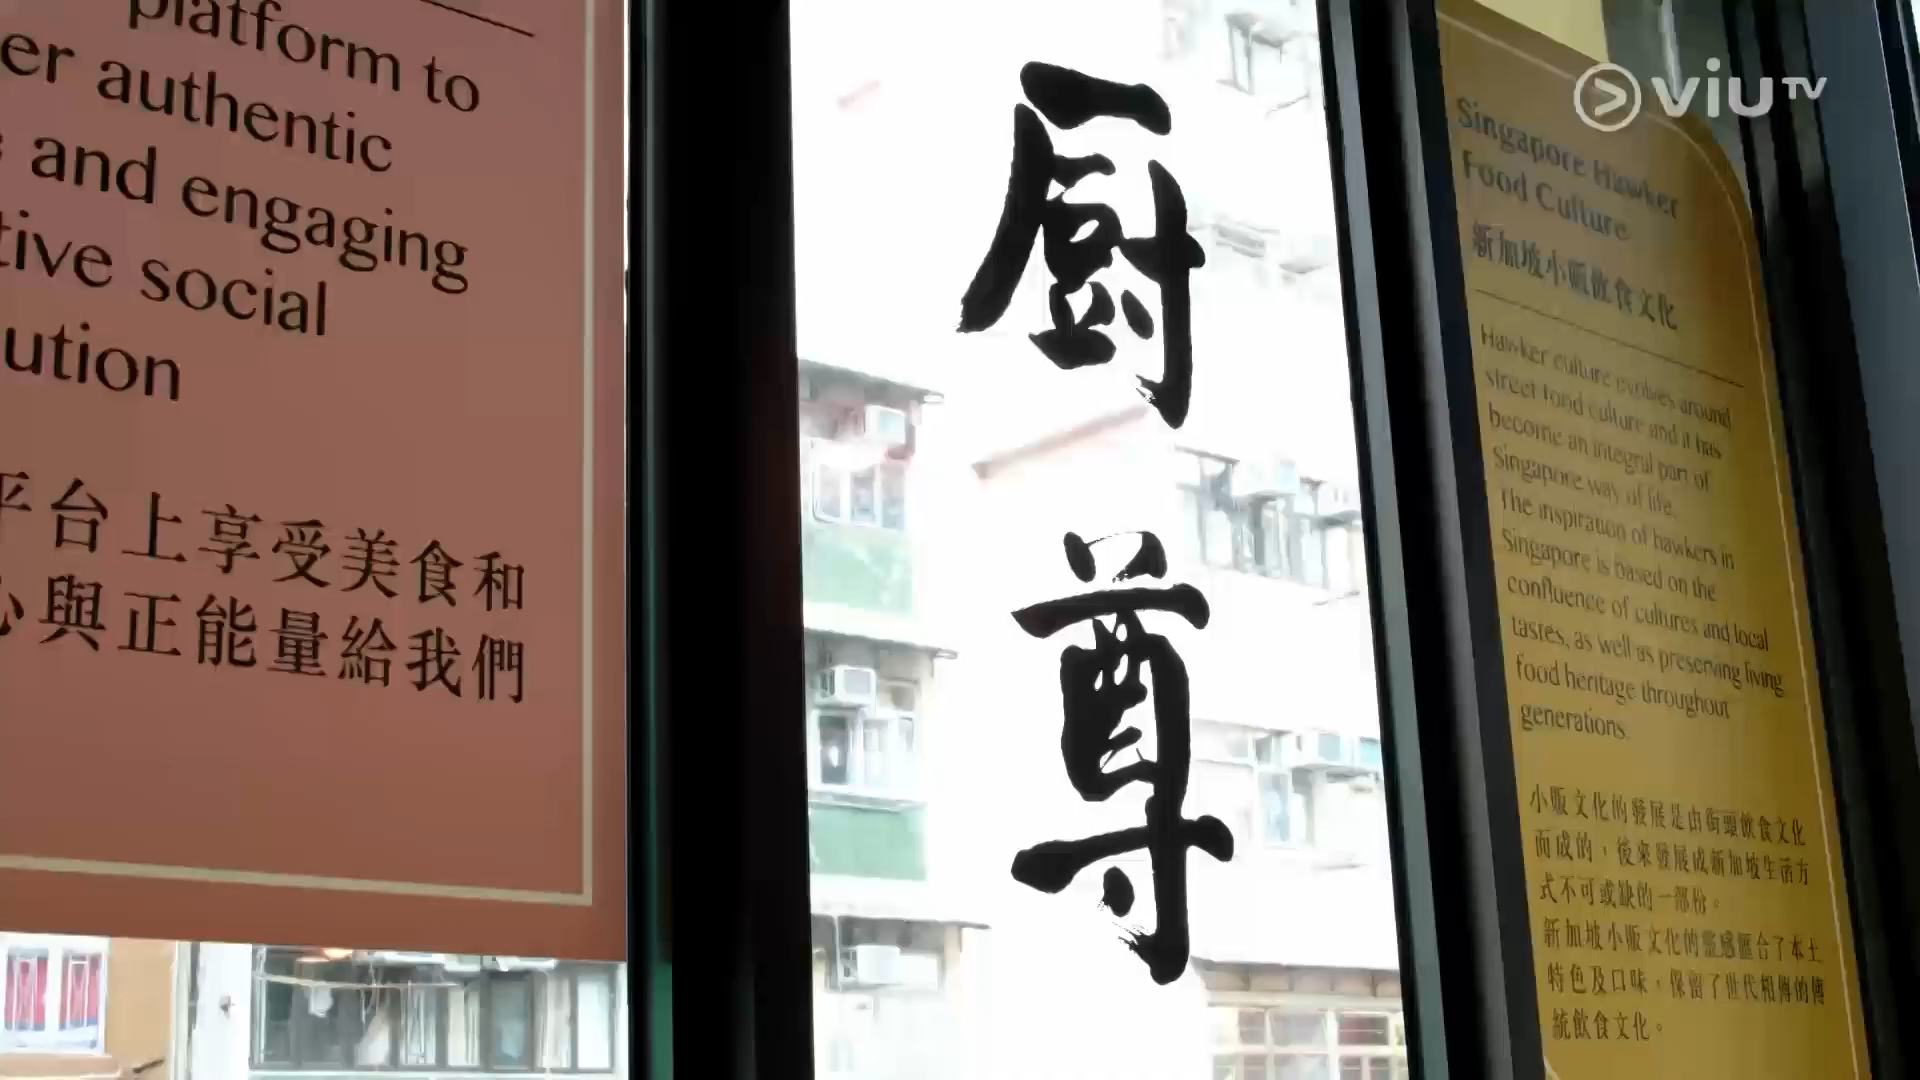 platform to
er authentic
and engaging
tive social
ution
平台上享受美食和
心與正能量給我們
厨尊
viuTV
Singapore Hawker
Food Culture
新加坡小販飲食文化
Hawker culture evolves around
street food culture and it has
become an integral part of
Singapore way of life.
The inspiration of hawkers in
Singapore is based on the
confluence of cultures and local
tastes, as well as preserving living
food heritage throughout
generations.
小販文化的發展是由街頭飲食文化
而成的，後來發展成新加坡生活方
式不可或缺的一部份。
新加坡小販文化的靈感匯合了本土
特色及口味，保留了世代相傳的傳
統飲食文化。